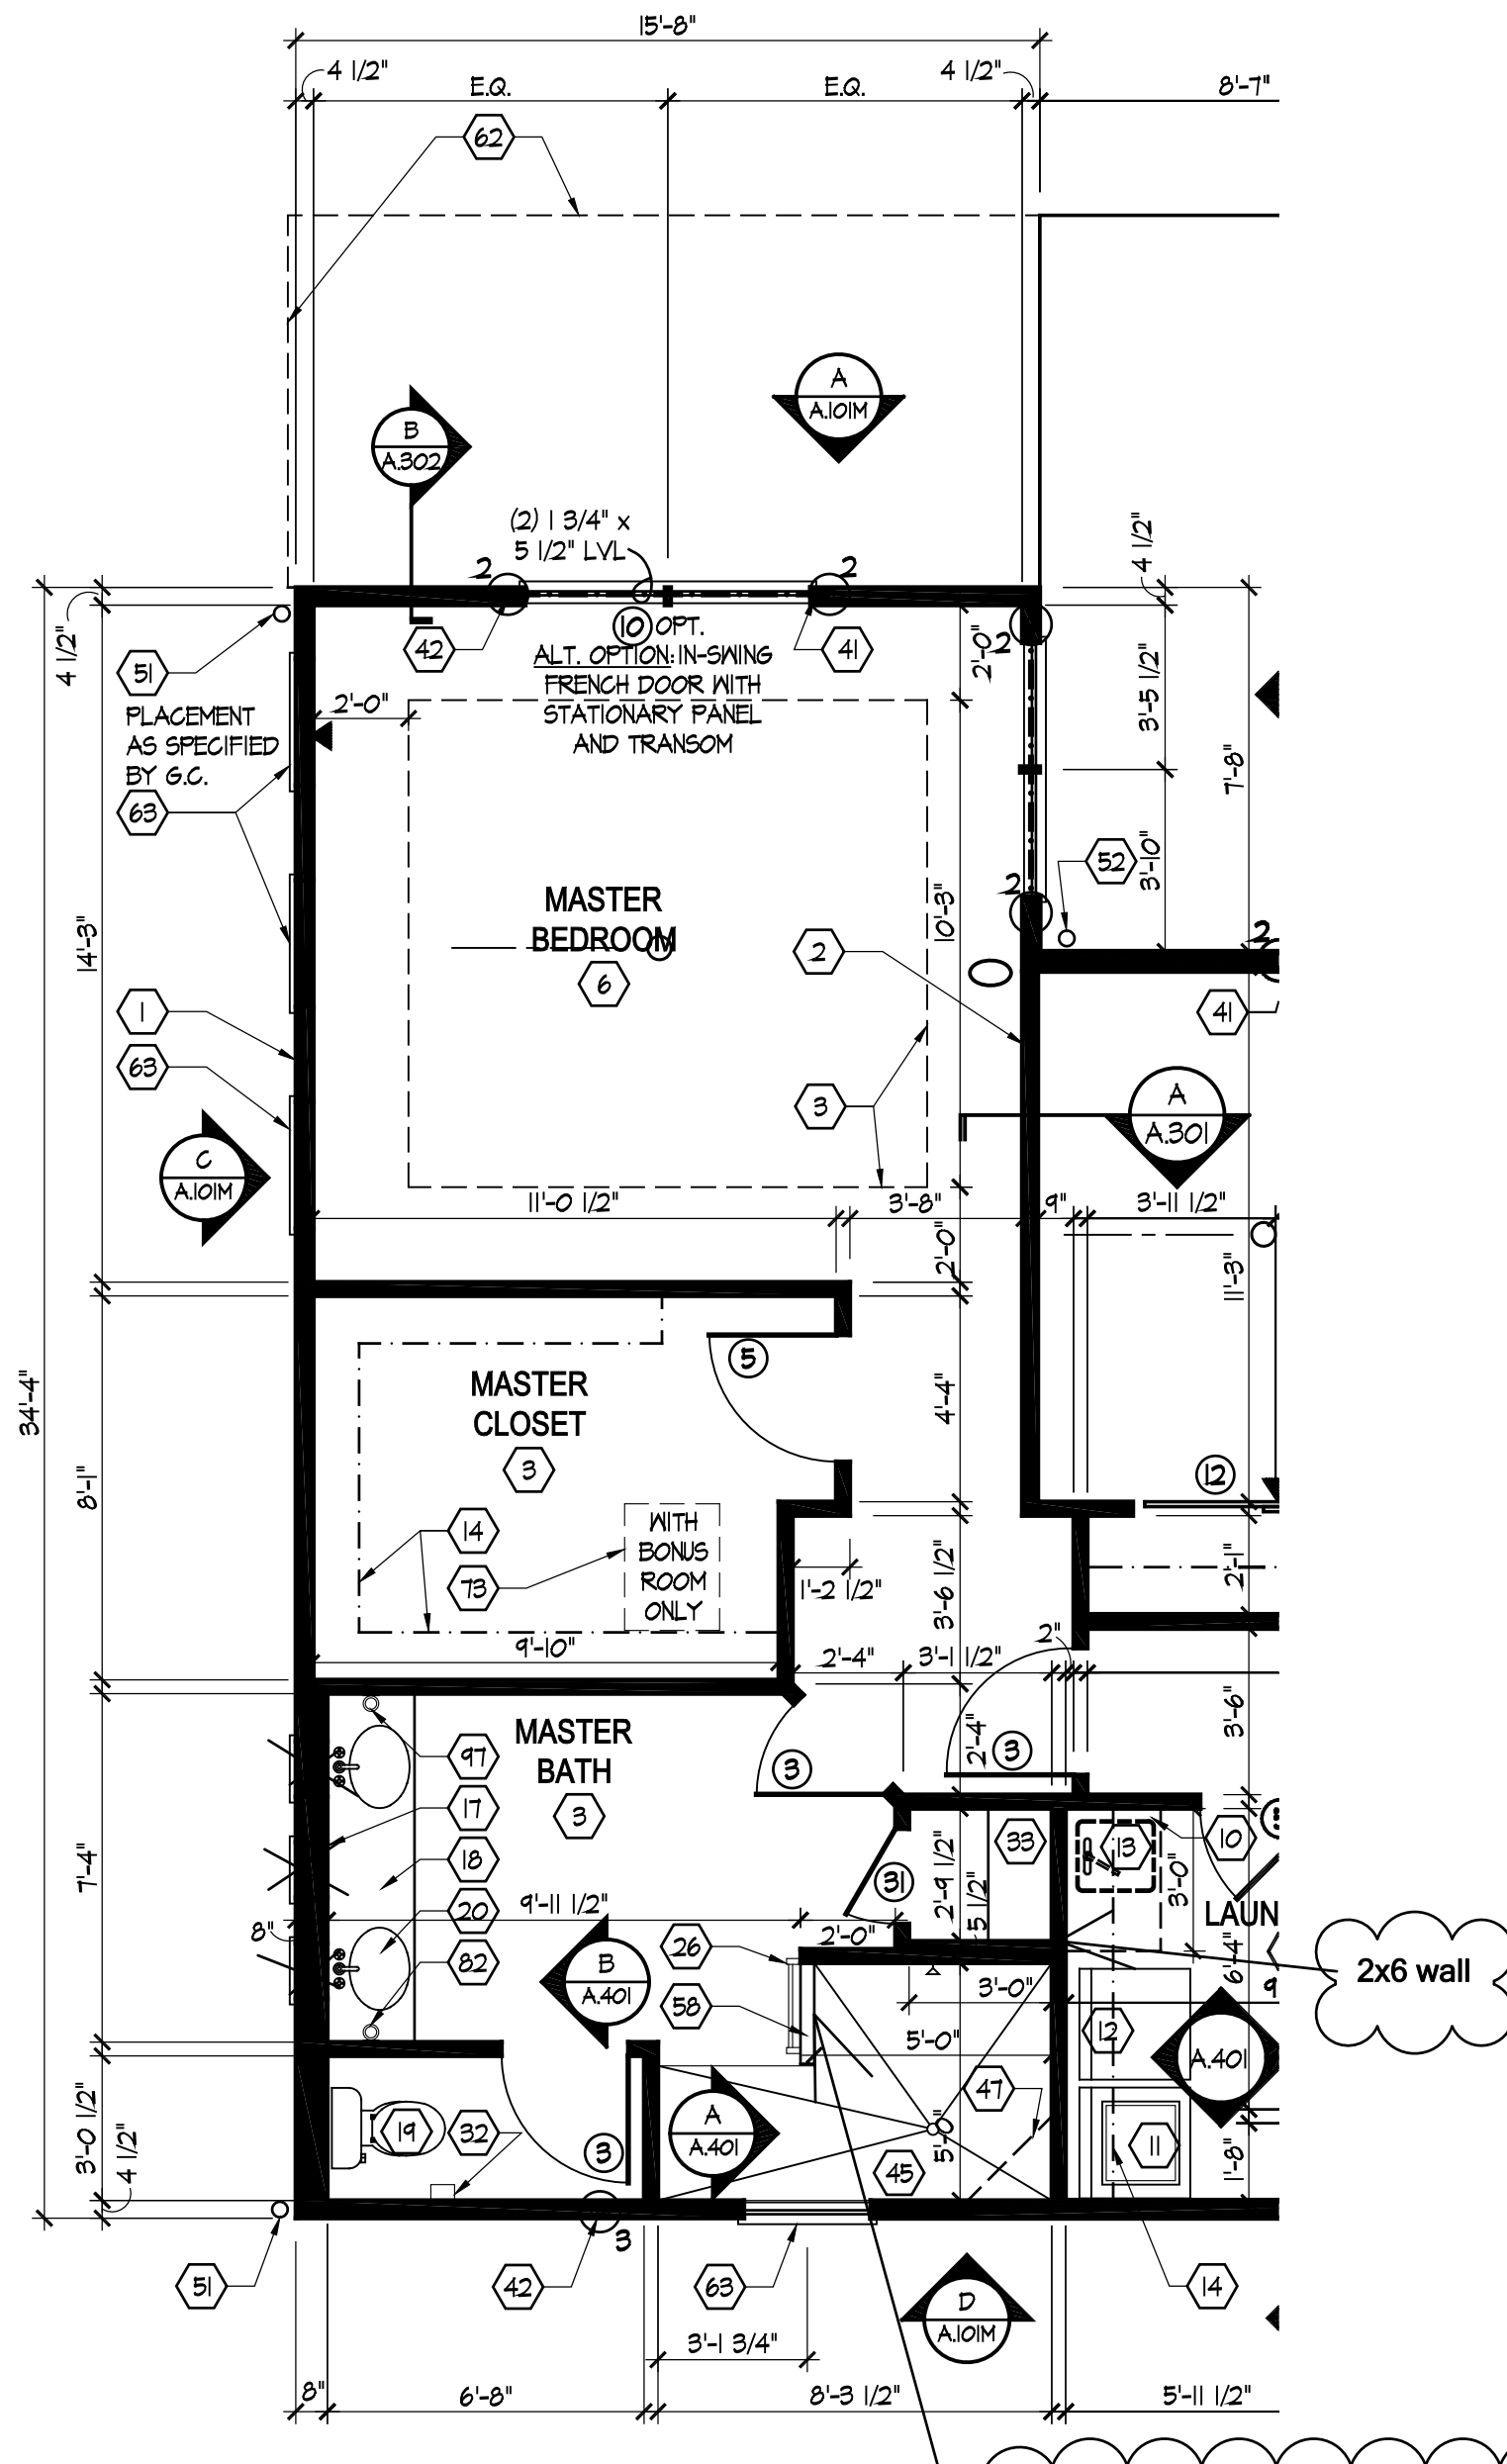 15'-8"
4 1/2"
E.Q.
E.Q.
4 1/2"
8'-7"
62
A
A.101M
B
A.302
(2) 1 3/4" x
5 1/2" LVL
2
2
4 1/2"
42
10 OPT.
41
ALT. OPTION: IN-SWING
FRENCH DOOR WITH
STATIONARY PANEL
AND TRANSOM
2'-0"
2
4 1/2"
51
PLACEMENT
AS SPECIFIED
BY G.C.
2'-0"
3'-5 1/2"
7'-8"
63
3'-10"
52
2
2
MASTER
BEDROOM
6
10'-3"
2
14'-3"
1
41
63
3
A
A.301
C
A.101M
11'-0 1/2"
3'-8"
9"
3'-11 1/2"
2'-0"
11'-3"
34'-4"
5
MASTER
CLOSET
3
4'-4"
8'-1"
12
14
73
WITH
BONUS
ROOM
ONLY
1'-2 1/2"
3'-6 1/2"
2'-1"
9'-10"
2'-4"
3'-1 1/2"
2"
MASTER
BATH
3
97
3
2'-4"
3
3'-6"
17
18
20
82
7'-4"
8"
9'-11 1/2"
31
2'-9 1/2"
5 1/2"
33
13
10
3'-0"
LAUN
2'-0"
6'-4"
9
2x6 wall
B
A.401
26
58
3'-0"
5'-0"
12
A.401
47
19
32
3
A
A.401
5'-0"
45
11
1'-8"
3'-0 1/2"
4 1/2"
51
42
3
63
D
A.101M
14
3'-1 3/4"
8"
6'-8"
8'-3 1/2"
5'-11 1/2"